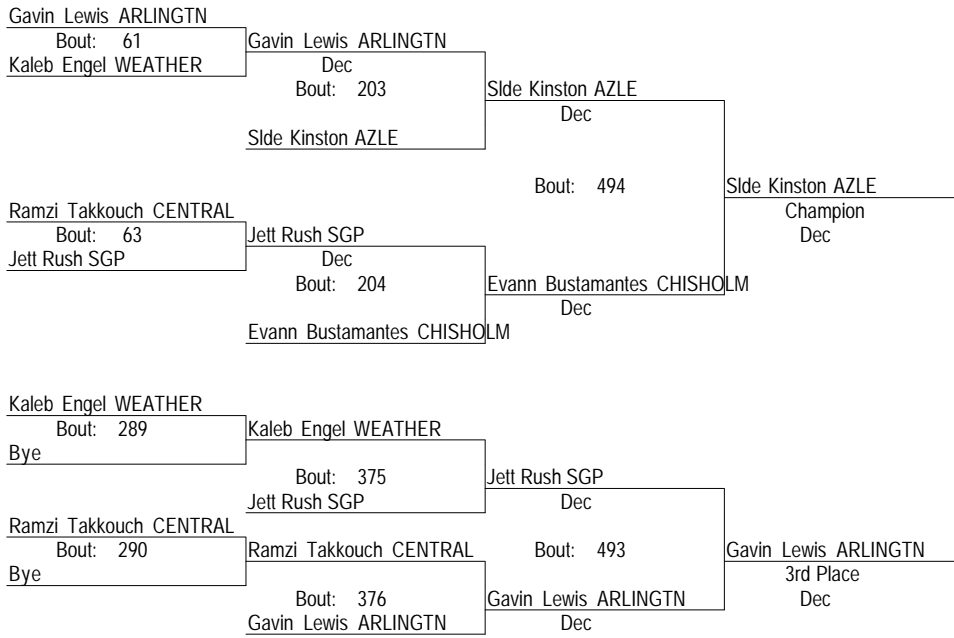 Gavin Lewis ARLINGTN
Bout: 61
Kaleb Engel WEATHER
Gavin Lewis ARLINGTN
Dec
Bout: 203
Slde Kinston AZLE
Slde Kinston AZLE
Dec
Bout: 494
Slde Kinston AZLE
Champion
Dec
Ramzi Takkouch CENTRAL
Bout: 63
Jett Rush SGP
Jett Rush SGP
Dec
Bout: 204
Evann Bustamantes CHISHOLM
Evann Bustamantes CHISHOLM
Dec
Kaleb Engel WEATHER
Bout: 289
Bye
Kaleb Engel WEATHER
Bout: 375
Jett Rush SGP
Jett Rush SGP
Dec
Ramzi Takkouch CENTRAL
Bout: 290
Bye
Ramzi Takkouch CENTRAL
Bout: 376
Gavin Lewis ARLINGTN
Bout: 493
Gavin Lewis ARLINGTN
Dec
Gavin Lewis ARLINGTN
3rd Place
Dec